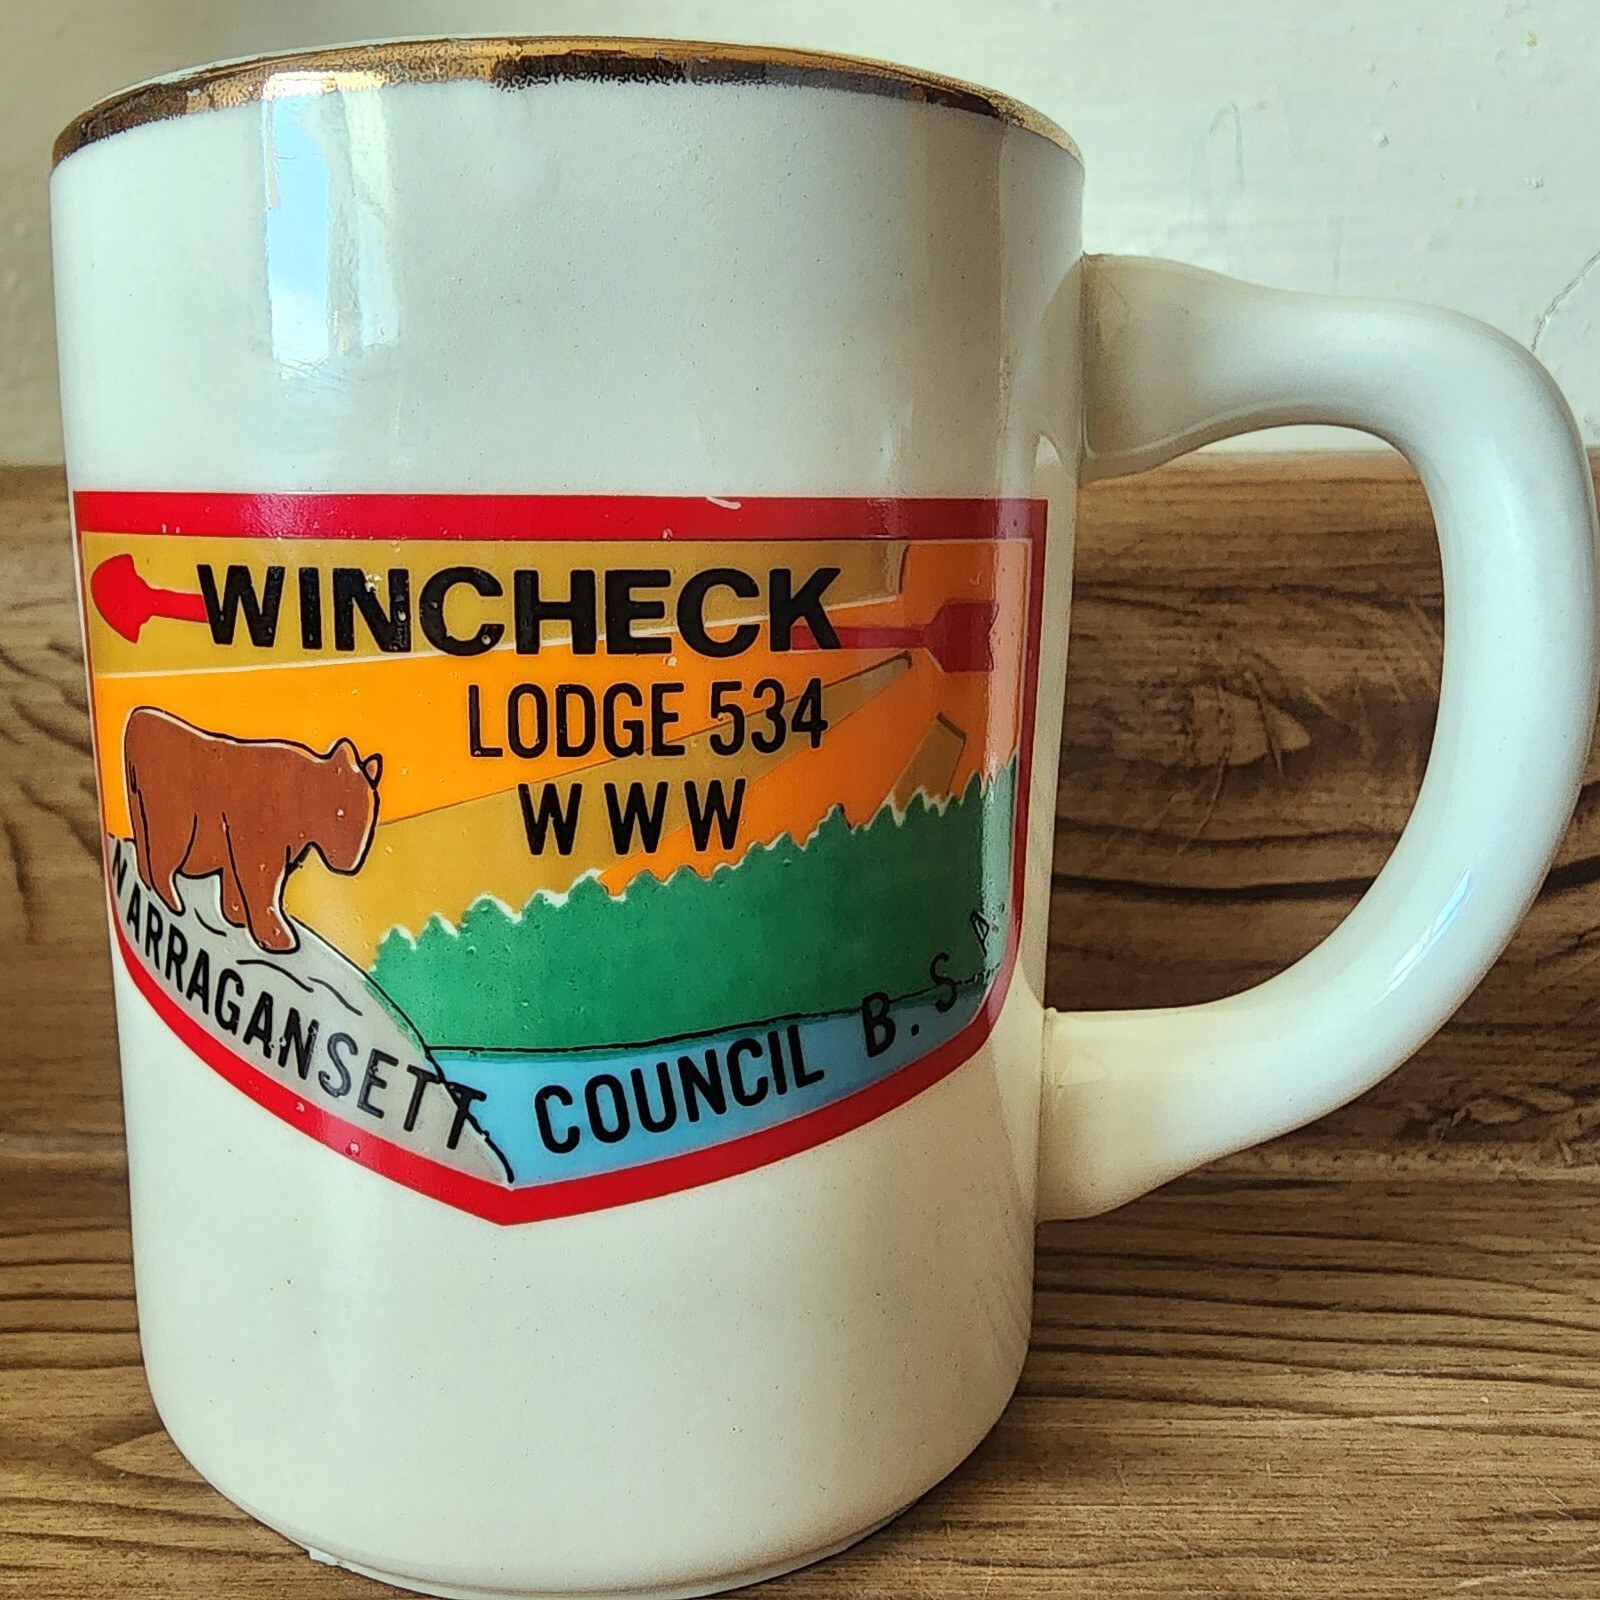 WINCHECK
LODGE 534
WWW
NARRAGANSETT COUNCIL B.S.A.